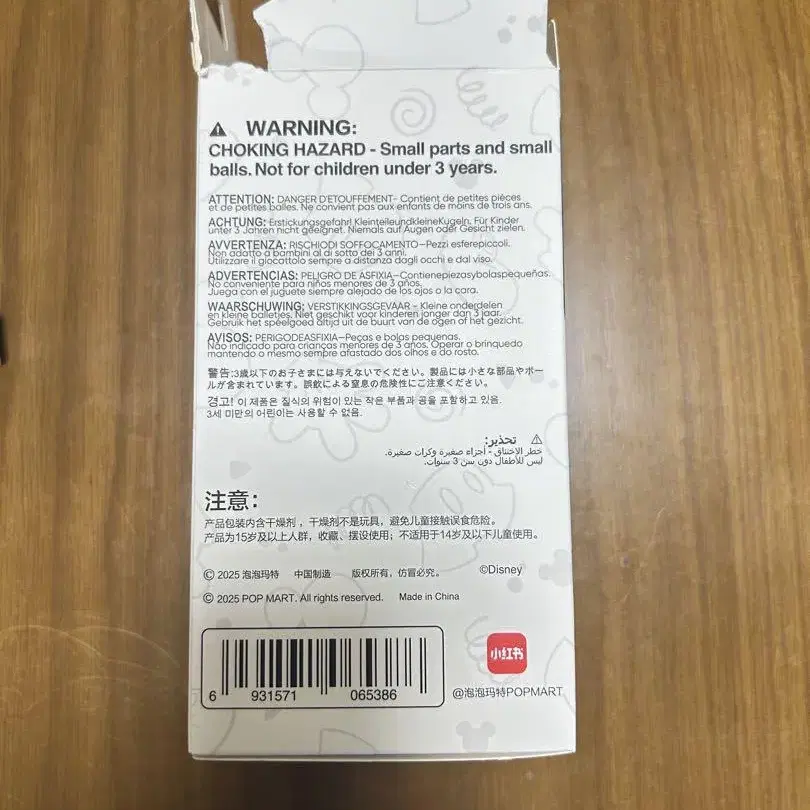 ⚠ WARNING:
CHOKING HAZARD - Small parts and small
balls. Not for children under 3 years.
ATTENTION: DANGER D'ETOUFFEMENT- Contient de petites pièces
et de petites balles. Ne convient pas aux enfants de moins de trois ans.
ACHTUNG: Erstickungsgefahr! KleinteileundkleineKugeln. Für Kinder
unter 3 Jahren nicht geeignet. Niemals auf Augen oder Gesicht zielen.
AVVERTENZA: RISCHIODI SOFFOCAMENTO—Pezzi esferepiccoli.
Non adatto a bambini al di sotto dei 3 anni.
Utilizzare il giocattolo sempre a distanza dagli occhi e dal viso.
ADVERTENCIAS: PELIGRO DE ASFIXIA—Contienepiezasybolaspequeñas.
No conveniente para niños menores de 3 años.
Juega con el juguete siempre alejado de los ojos o la cara.
WAARSCHUWING: VERSTIKKINGSGEVAAR - Kleine onderdelen
en kleine balletjes. Niet geschikt voor kinderen jonger dan 3 jaar.
Gebruik het speelgoed altijd uit de buurt van de ogen of het gezicht.
AVISOS: PERIGODEASFIXIA—Peças e bolas pequenas.
Não indicado para crianças menores de 3 anos. Operar o brinquedo
mantendo o mesmo sempre afastado dos olhos e do rosto.
警告:3歳以下のお子さまには与えないでください。製品には小さな部品やボー
ルが含まれています。誤飲による窒息の危険性にご注意ください。
경고! 이 제품은 질식의 위험이 있는 작은 부품과 공을 포함하고 있음.
3세 미만의 어린이는 사용할 수 없음.
⚠ تحذير:
خطر الاختناق - أجزاء صغيرة وكرات صغيرة.
ليس للأطفال دون سن 3 سنوات.
注意:
产品包装内含干燥剂，干燥剂不是玩具，避免儿童接触误食危险。
产品为15岁及以上人群，收藏、摆设使用；不适用于14岁及以下儿童使用。
© 2025 泡泡玛特 中国制造 版权所有，仿冒必究。 ©Disney
© 2025 POP MART. All rights reserved. Made in China
小红书
6 931571 065386
@泡泡玛特POPMART